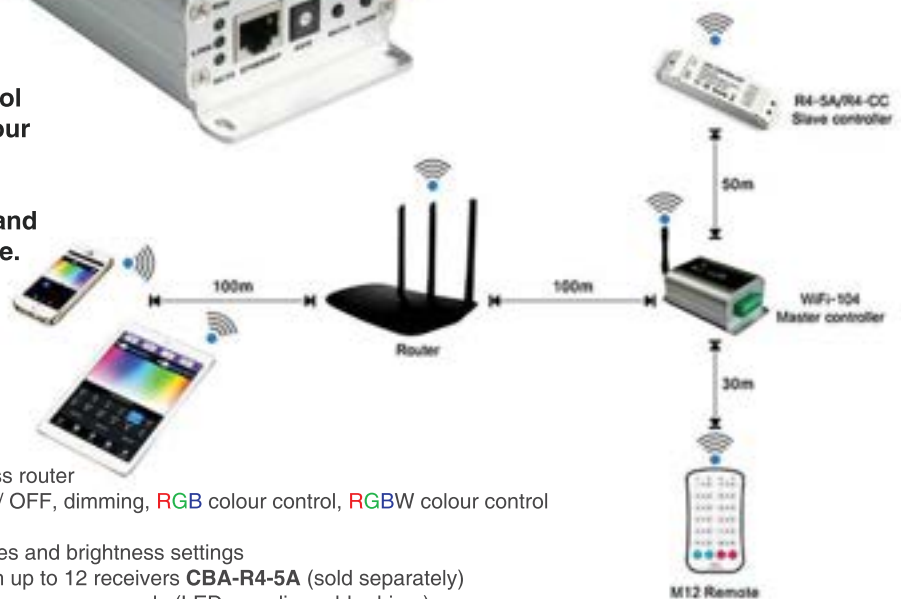 R4-5A/R4-CC
Slave controller
50m
100m
100m
WiFi-104
Master controller
Router
30m
M12 Remote
ol
our
and
e.
ss router
/ OFF, dimming, RGB colour control, RGBW colour control
es and brightness settings
n up to 12 receivers CBA-R4-5A (sold separately)